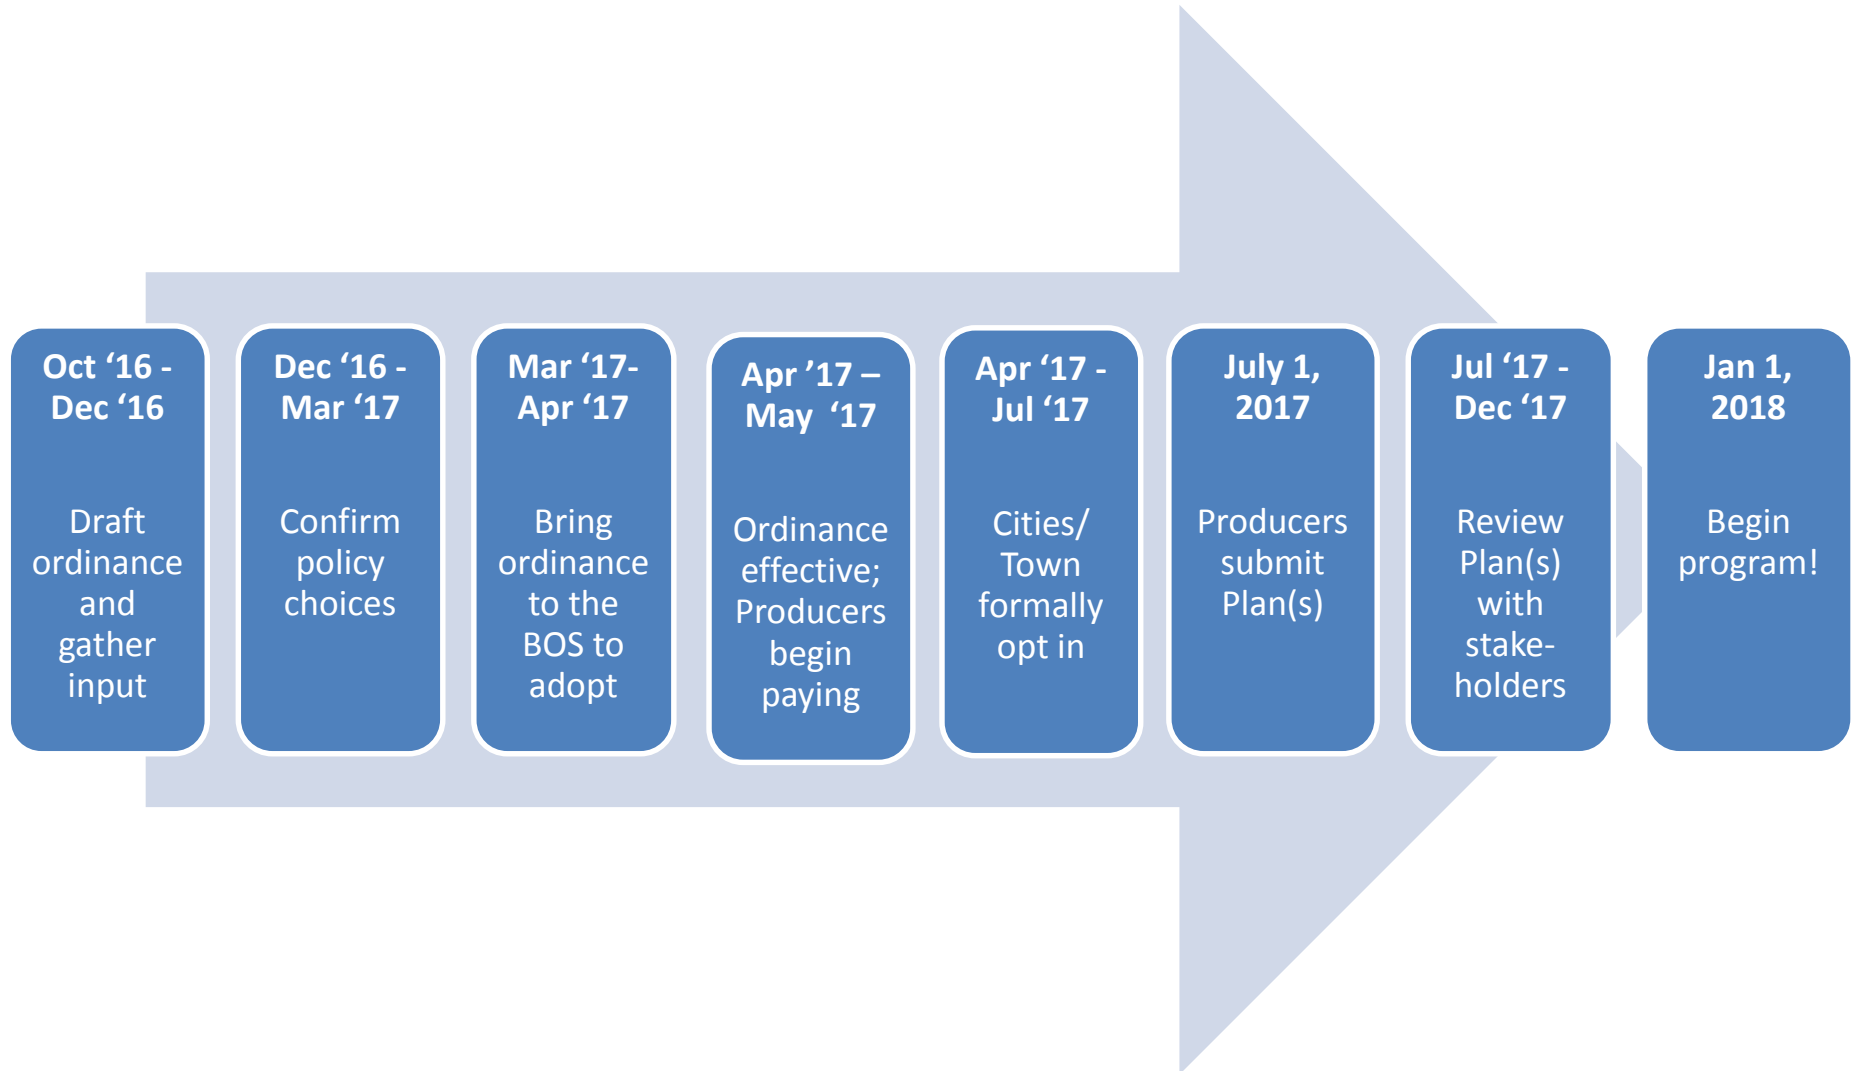 Oct ‘16 -
Dec ‘16
Draft
ordinance
and
gather
input
Dec ‘16 -
Mar ‘17
Confirm
policy
choices
Mar ‘17-
Apr ‘17
Bring
ordinance
to the
BOS to
adopt
Apr ’17 –
May  ‘17
Ordinance
effective;
Producers
begin
paying
Apr ‘17 -
Jul ‘17
Cities/
Town
formally
opt in
July 1,
2017
Producers
submit
Plan(s)
Jul ‘17 -
Dec ‘17
Review
Plan(s)
with
stake-
holders
Jan 1,
2018
Begin
program!